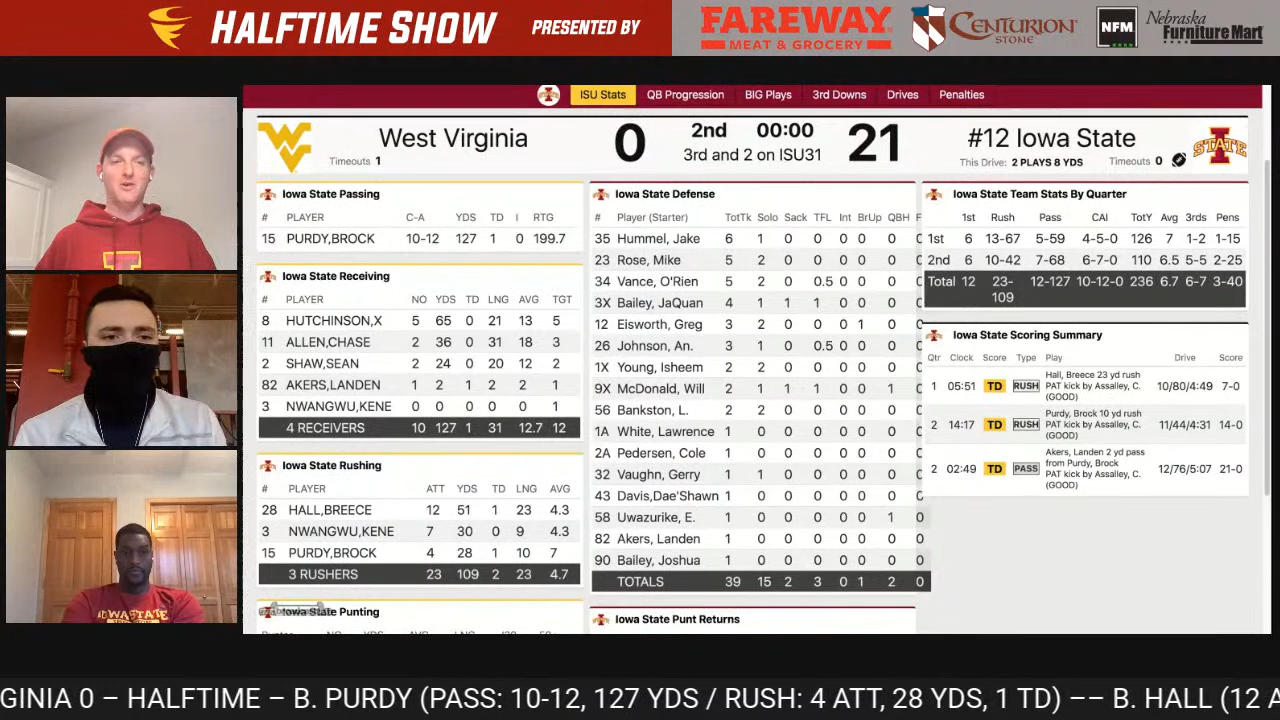 HALFTIME SHOW PRESENTED BY FAREWAY MEAT & GROCERY CENTURION STONE NFM Nebraska Furniture Mart
ISU Stats QB Progression BIG Plays 3rd Downs Drives Penalties
West Virginia 0 2nd 00:00 21 #12 Iowa State STATE
Timeouts 1 3rd and 2 on ISU31 This Drive: 2 PLAYS 8 YDS Timeouts 0
Iowa State Passing
# PLAYER C-A YDS TD I RTG
15 PURDY,BROCK 10-12 127 1 0 199.7
Iowa State Receiving
# PLAYER NO YDS TD LNG AVG TGT
8 HUTCHINSON,X 5 65 0 21 13 5
11 ALLEN,CHASE 2 36 0 31 18 3
2 SHAW,SEAN 2 24 0 20 12 2
82 AKERS,LANDEN 1 2 1 2 2 1
3 NWANGWU,KENE 0 0 0 0 0 1
4 RECEIVERS 10 127 1 31 12.7 12
Iowa State Rushing
# PLAYER ATT YDS TD LNG AVG
28 HALL,BREECE 12 51 1 23 4.3
3 NWANGWU,KENE 7 30 0 9 4.3
15 PURDY,BROCK 4 28 1 10 7
3 RUSHERS 23 109 2 23 4.7
Iowa State Punting
Iowa State Defense
# Player (Starter) TotTk Solo Sack TFL Int BrUp QBH F
35 Hummel, Jake 6 1 0 0 0 0 0 0
23 Rose, Mike 5 2 0 0 0 0 0 0
34 Vance, O'Rien 5 2 0 0.5 0 0 0 0
3X Bailey, JaQuan 4 1 1 1 0 0 0 0
12 Eisworth, Greg 3 2 0 0 0 1 0 0
26 Johnson, An. 3 1 0 0.5 0 0 0 0
1X Young, Isheem 2 2 0 0 0 0 0 0
9X McDonald, Will 2 1 1 1 0 0 1 0
56 Bankston, L. 2 2 0 0 0 0 0 0
1A White, Lawrence 1 0 0 0 0 0 0 0
2A Pedersen, Cole 1 0 0 0 0 0 0 0
32 Vaughn, Gerry 1 1 0 0 0 0 0 0
43 Davis,Dae'Shawn 1 0 0 0 0 0 0 0
58 Uwazurike, E. 1 0 0 0 0 0 1 0
82 Akers, Landen 1 0 0 0 0 0 0 0
90 Bailey, Joshua 1 0 0 0 0 0 0 0
TOTALS 39 15 2 3 0 1 2 0
Iowa State Punt Returns
Iowa State Team Stats By Quarter
1st Rush Pass CAI TotY Avg 3rds Pens
1st 6 13-67 5-59 4-5-0 126 7 1-2 1-15
2nd 6 10-42 7-68 6-7-0 110 6.5 5-5 2-25
Total 12 23- 12-127 10-12-0 236 6.7 6-7 3-40
109
Iowa State Scoring Summary
Qtr Clock Score Type Play Drive Score
Hall, Breece 23 yd rush
1 05:51 TD RUSH PAT kick by Assalley, C. 10/80/4:49 7-0
(GOOD)
Purdy, Brock 10 yd rush
2 14:17 TD RUSH PAT kick by Assalley, C. 11/44/4:31 14-0
(GOOD)
Akers, Landen 2 yd pass
from Purdy, Brock
2 02:49 TD PASS PAT kick by Assalley, C. 12/76/5:07 21-0
(GOOD)
IOWA STATE
GINIA 0 – HALFTIME – B. PURDY (PASS: 10-12, 127 YDS / RUSH: 4 ATT, 28 YDS, 1 TD) –– B. HALL (12 A